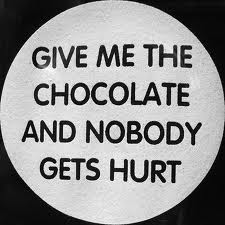 GIVE ME THE
CHOCOLATE
AND NOBODY
GETS HURT